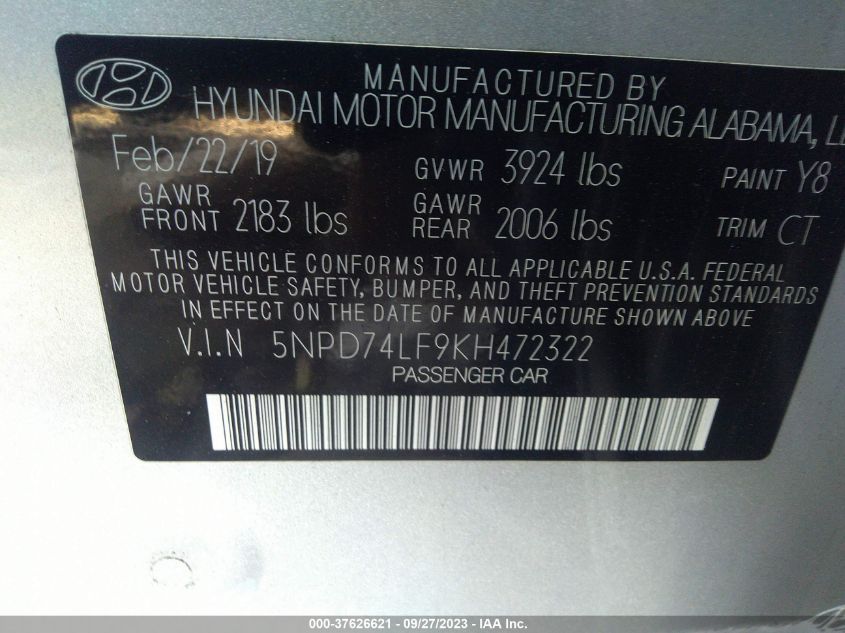 MANUFACTURED BY
HYUNDAI MOTOR MANUFACTURING ALABAMA,
Feb/22/19 GVWR 3924 lbs PAINT Y8
GAWR FRONT 2183 lbs GAWR REAR 2006 lbs TRIM CT
THIS VEHICLE CONFORMS TO ALL APPLICABLE U.S.A. FEDERAL
MOTOR VEHICLE SAFETY, BUMPER, AND THEFT PREVENTION STANDARDS
IN EFFECT ON THE DATE OF MANUFACTURE SHOWN ABOVE
V.I.N 5NPD74LF9KH472322
PASSENGER CAR
000-37626621 - 09/27/2023 - IAA Inc.